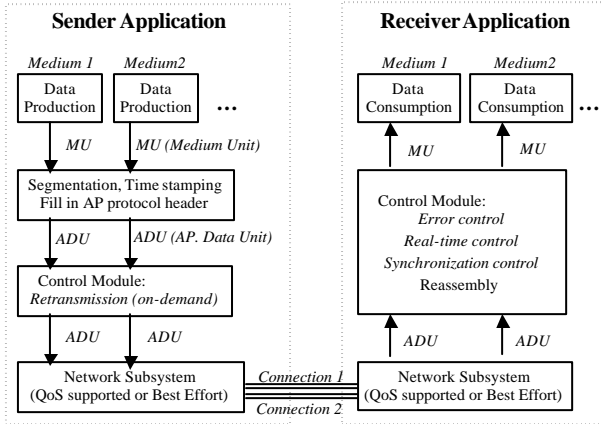 Sender Application
Medium 1 Medium2
Data Production
Data Production
...
MU
MU (Medium Unit)
Segmentation, Time stamping
Fill in AP protocol header
ADU
ADU (AP. Data Unit)
Control Module:
Retransmission (on-demand)
ADU
ADU
Network Subsystem
(QoS supported or Best Effort)
Connection 1
Connection 2
Receiver Application
Medium 1 Medium2
Data Consumption
Data Consumption
...
MU
MU
Control Module:
Error control
Real-time control
Synchronization control
Reassembly
ADU
ADU
Network Subsystem
(QoS supported or Best Effort)